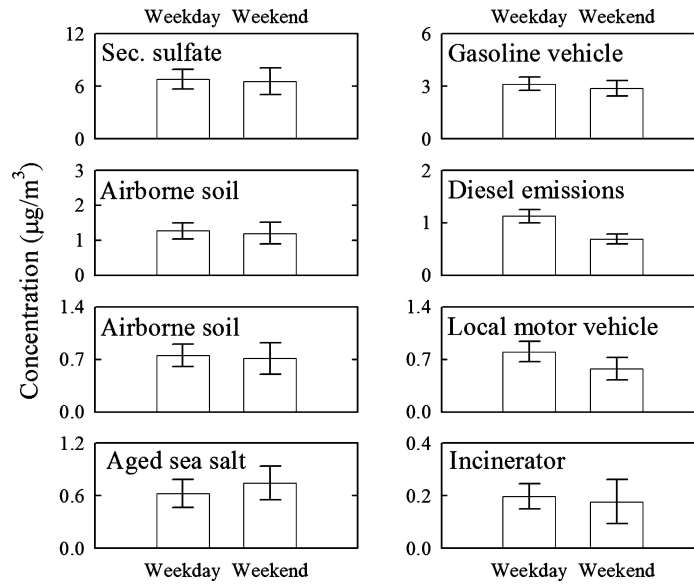 Weekday Weekend
Weekday Weekend
Concentration (μg/m³)
12
6
0
Sec. sulfate
6
3
0
Gasoline vehicle
3
2
1
0
Airborne soil
2
1
0
Diesel emissions
1.4
0.7
0.0
Airborne soil
1.4
0.7
0.0
Local motor vehicle
1.2
0.6
0.0
Aged sea salt
0.4
0.2
0.0
Incinerator
Weekday Weekend
Weekday Weekend